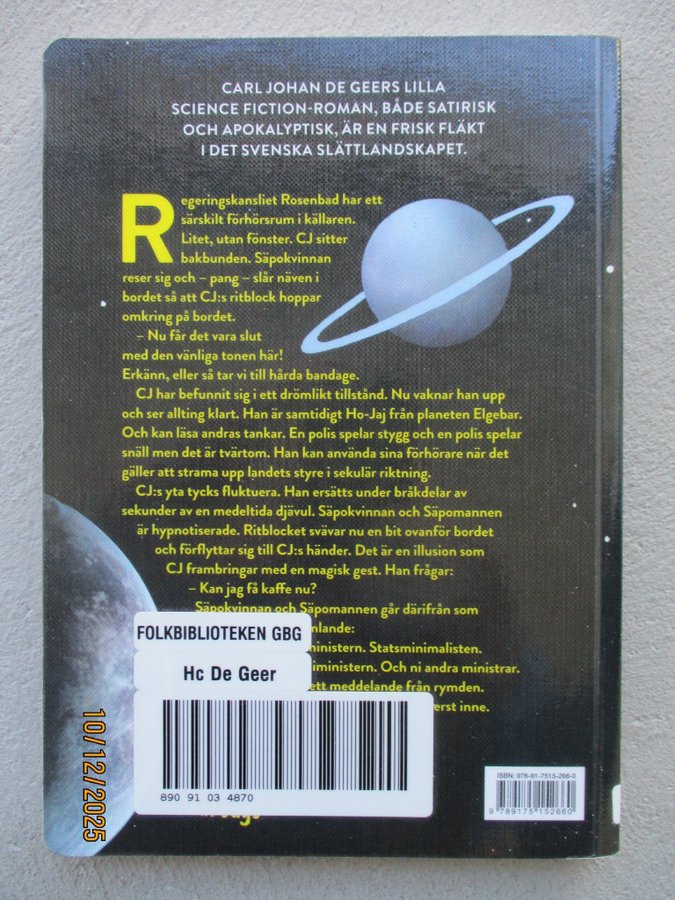 CARL JOHAN DE GEERS LILLA
SCIENCE FICTION-ROMAN, BÅDE SATIRISK
OCH APOKALYPTISK, ÄR EN FRISK FLÄKT
I DET SVENSKA SLÄTTLANDSKAPET.
Regeringskansliet Rosenbad har ett
särskilt förhörsrum i källaren.
Litet, utan fönster. CJ sitter
bakbunden. Säpokvinnan
reser sig och – pang – slår näven i
bordet så att CJ:s ritblock hoppar
omkring på bordet.
– Nu får det vara slut
med den vänliga tonen här!
Erkänn, eller så tar vi till hårda bandage.
CJ har befunnit sig i ett drömlikt tillstånd. Nu vaknar han upp
och ser allting klart. Han är samtidigt Ho-Jaj från planeten Elgebar.
Och kan läsa andras tankar. En polis spelar stygg och en polis spelar
snäll men det är tvärtom. Han kan använda sina förhörare när det
gäller att strama upp landets styre i sekulär riktning.
CJ:s yta tycks fluktuera. Han ersätts under bråkdelar av
sekunder av en medeltida djävul. Säpokvinnan och Säpomannen
är hypnotiserade. Ritblocket svävar nu en bit ovanför bordet
och förflyttar sig till CJ:s händer. Det är en illusion som
CJ frambringar med en magisk gest. Han frågar:
– Kan jag få kaffe nu?
Säpokvinnan och Säpomannen går därifrån som
nlande:
ministern. Statsminimalisten.
iministern. Och ni andra ministrar.
ett meddelande från rymden.
erst inne.
FOLKBIBLIOTEKEN GBG
Hc De Geer
890 91 03 4870
ISBN: 978-91-7515-266-0
9 789175 152660
10/12/2025